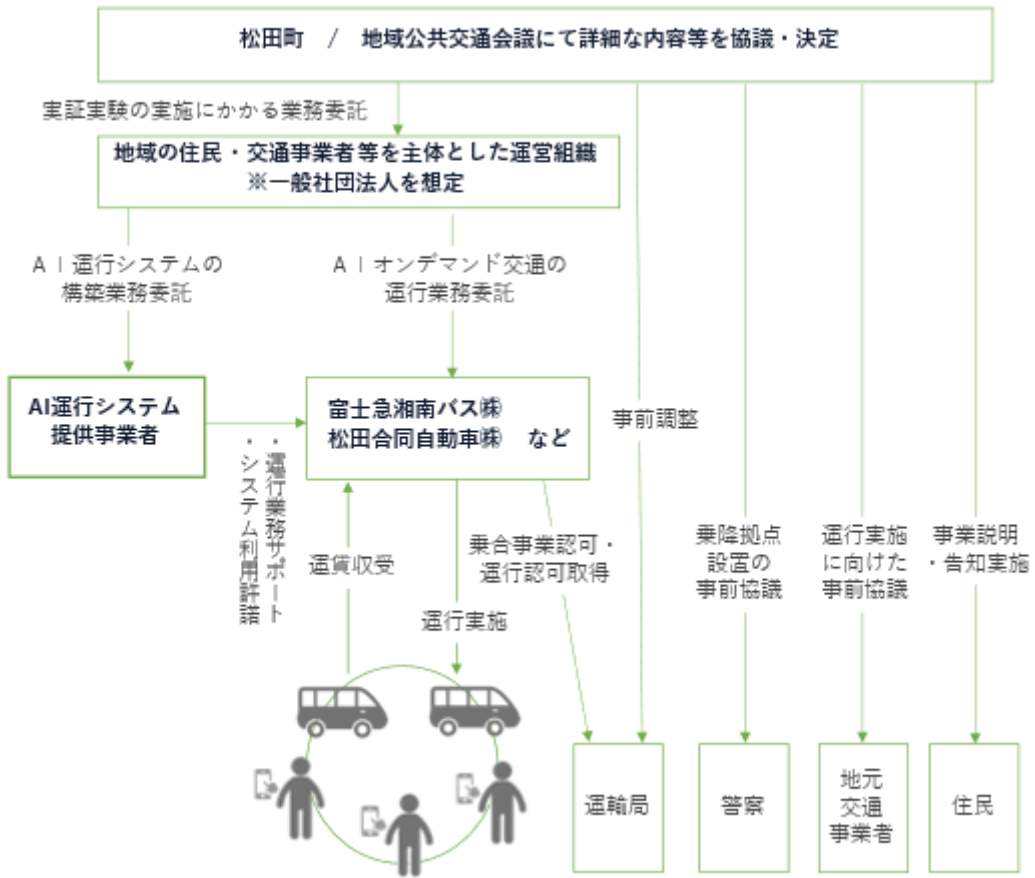 松田町 / 地域公共交通会議にて詳細な内容等を協議・決定
実証実験の実施にかかる業務委託
地域の住民・交通事業者等を主体とした運営組織
※一般社団法人を想定
AI運行システムの
構築業務委託
AIオンデマンド交通の
運行業務委託
AI運行システム
提供事業者
富士急湘南バス㈱
松田合同自動車㈱ など
・運行業務サポート
・システム利用許諾
運賃収受
運行実施
乗合事業認可・
運行認可取得
事前調整
乗降拠点
設置の
事前協議
運行実施
に向けた
事前協議
事業説明
・告知実施
運輸局
警察
地元
交通
事業者
住民